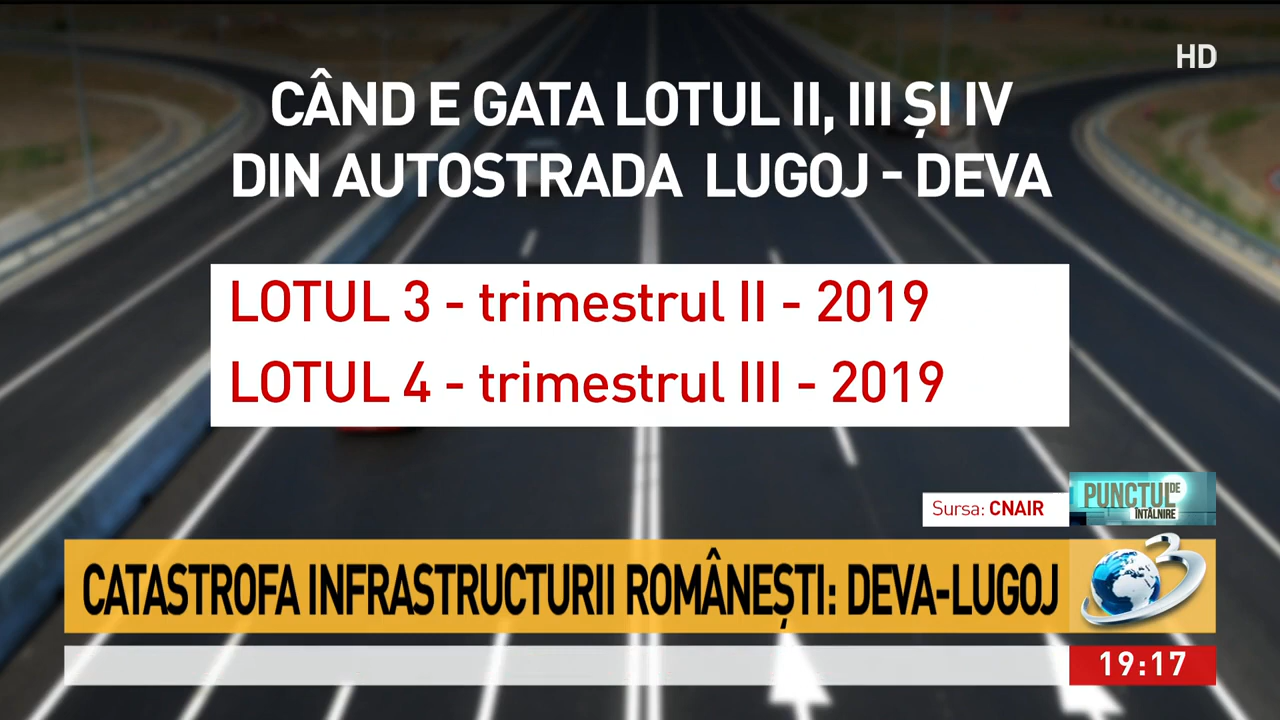 HD
CÂND E GATA LOTUL II, III ȘI IV
DIN AUTOSTRADA LUGOJ - DEVA
LOTUL 3 - trimestrul II - 2019
LOTUL 4 - trimestrul III - 2019
Sursa: CNAIR
PUNCTUL DE
ÎNTÂLNIRE
CATASTROFA INFRASTRUCTURII ROMÂNEȘTI: DEVA-LUGOJ
3
19:17